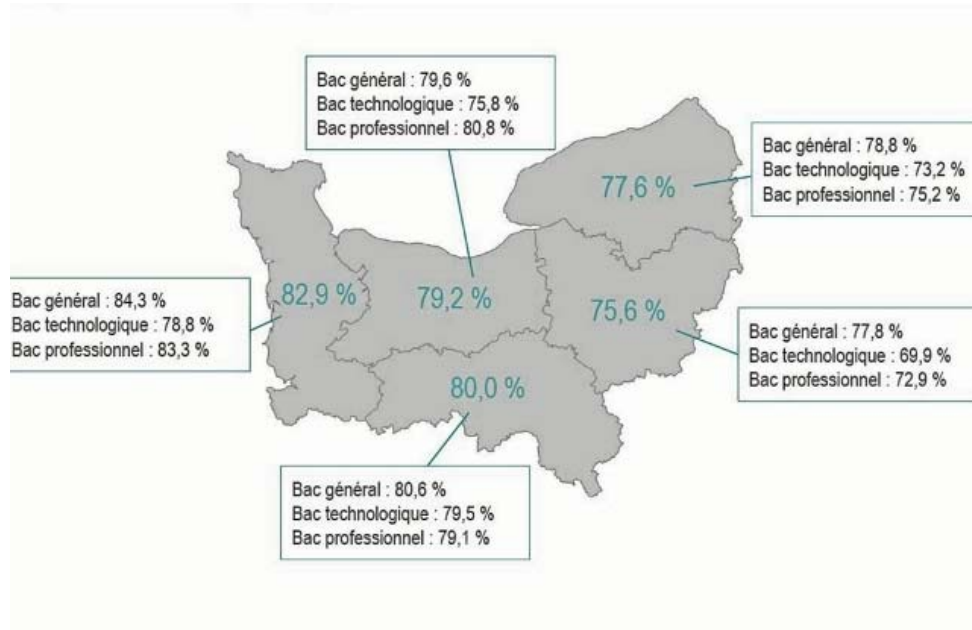 Bac général : 79,6 %
Bac technologique : 75,8 %
Bac professionnel : 80,8 %
77,6 %
Bac général : 78,8 %
Bac technologique : 73,2 %
Bac professionnel : 75,2 %
Bac général : 84,3 %
Bac technologique : 78,8 %
Bac professionnel : 83,3 %
82,9 %
79,2 %
75,6 %
Bac général : 77,8 %
Bac technologique : 69,9 %
Bac professionnel : 72,9 %
80,0 %
Bac général : 80,6 %
Bac technologique : 79,5 %
Bac professionnel : 79,1 %